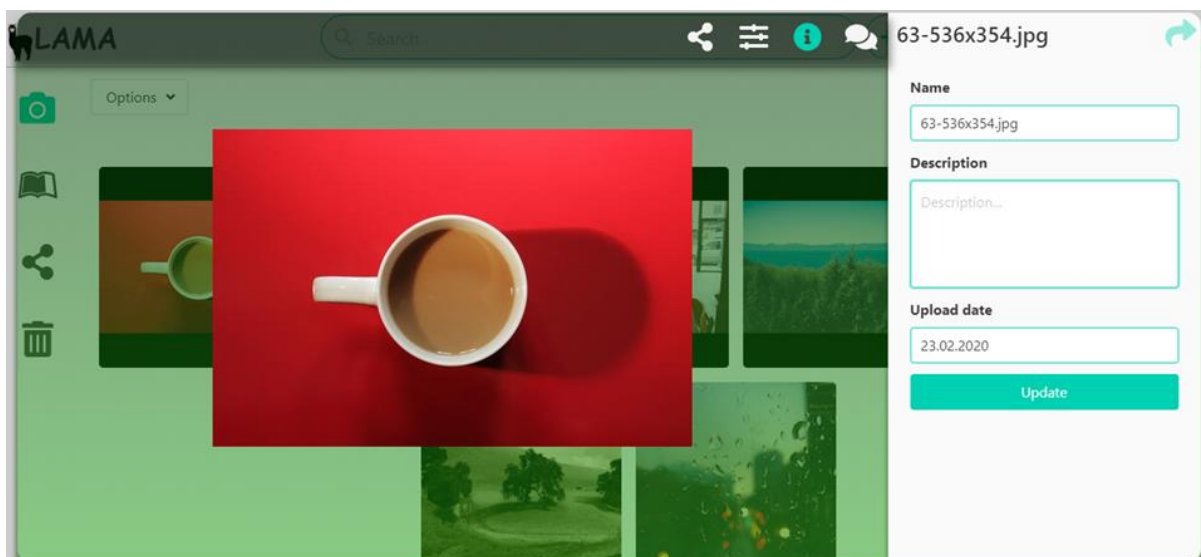 LAMA
Search
Options
63-536x354.jpg
Name
63-536x354.jpg
Description
Description...
Upload date
23.02.2020
Update